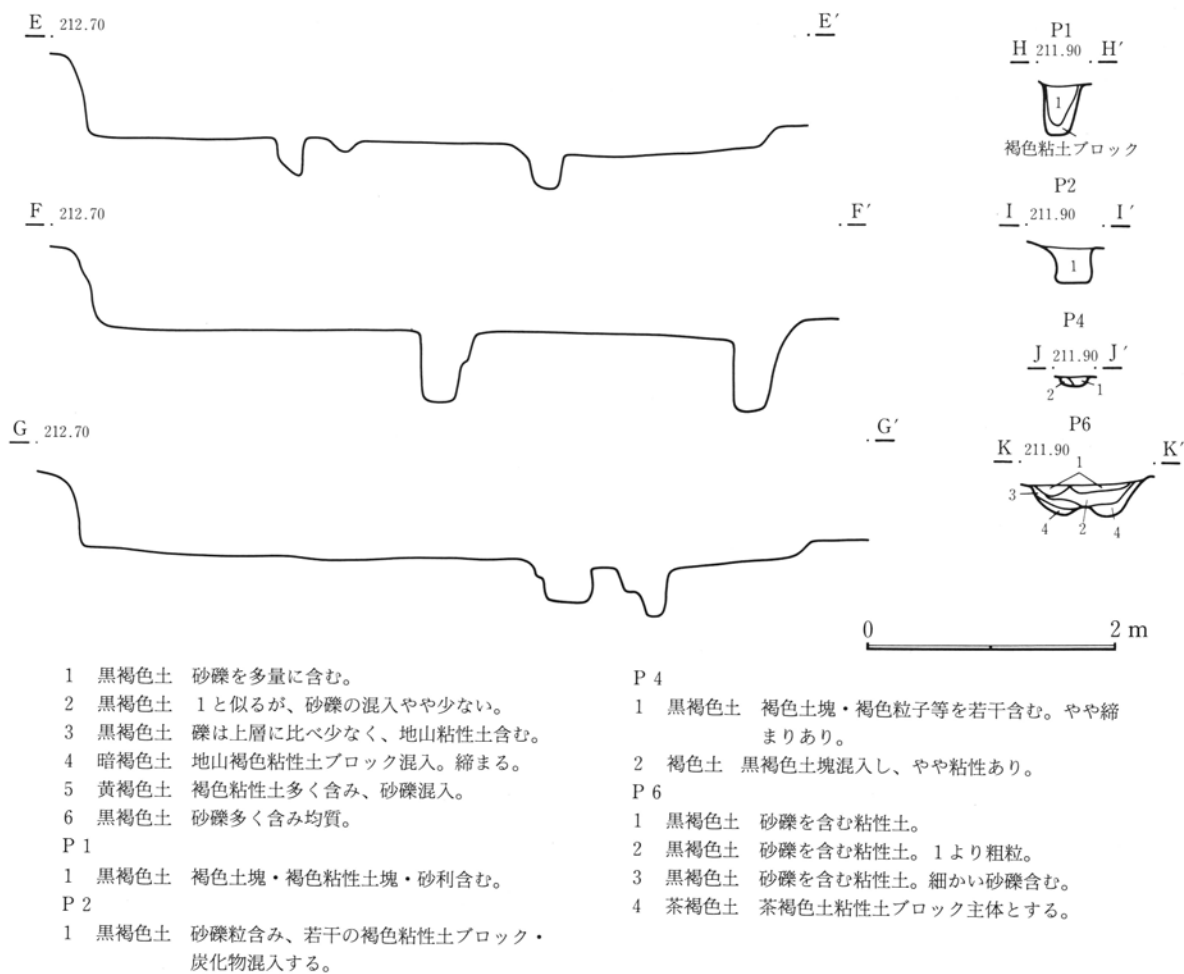 E 212.70 E′
F 212.70 F′
G 212.70 G′
P1
H 211.90 H′
1
褐色粘土ブロック
P2
I 211.90 I′
1
P4
J 211.90 J′
2 1
P6
K 211.90 K′
1
3
4 2 4
0 2 m
1 黒褐色土 砂礫を多量に含む。
2 黒褐色土 1と似るが、砂礫の混入やや少ない。
3 黒褐色土 礫は上層に比べ少なく、地山粘性土含む。
4 暗褐色土 地山褐色粘性土ブロック混入。締まる。
5 黄褐色土 褐色粘性土多く含み、砂礫混入。
6 黒褐色土 砂礫多く含み均質。
P 1
1 黒褐色土 褐色土塊・褐色粘性土塊・砂利含む。
P 2
1 黒褐色土 砂礫粒含み、若干の褐色粘性土ブロック・
炭化物混入する。
P 4
1 黒褐色土 褐色土塊・褐色粒子等を若干含む。やや締
まりあり。
2 褐色土 黒褐色土塊混入し、やや粘性あり。
P 6
1 黒褐色土 砂礫を含む粘性土。
2 黒褐色土 砂礫を含む粘性土。1より粗粒。
3 黒褐色土 砂礫を含む粘性土。細かい砂礫含む。
4 茶褐色土 茶褐色土粘性土ブロック主体とする。